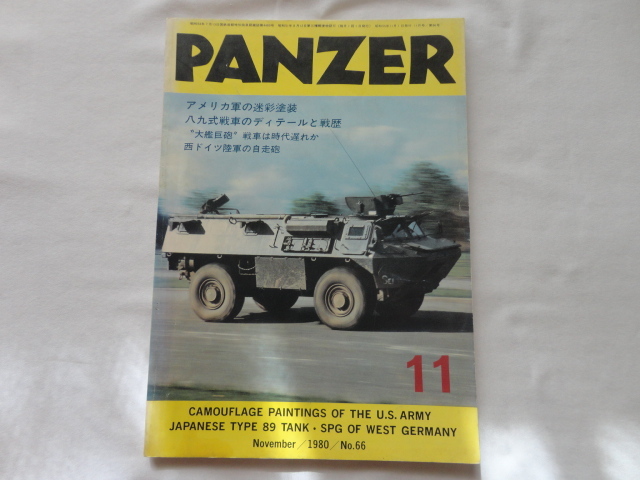 PANZER
アメリカ軍の迷彩塗装
八九式戦車のディテールと戦歴
"大艦巨砲"戦車は時代遅れか
西ドイツ陸軍の自走砲
11
CAMOUFLAGE PAINTINGS OF THE U.S. ARMY
JAPANESE TYPE 89 TANK · SPG OF WEST GERMANY
November/1980/No.66